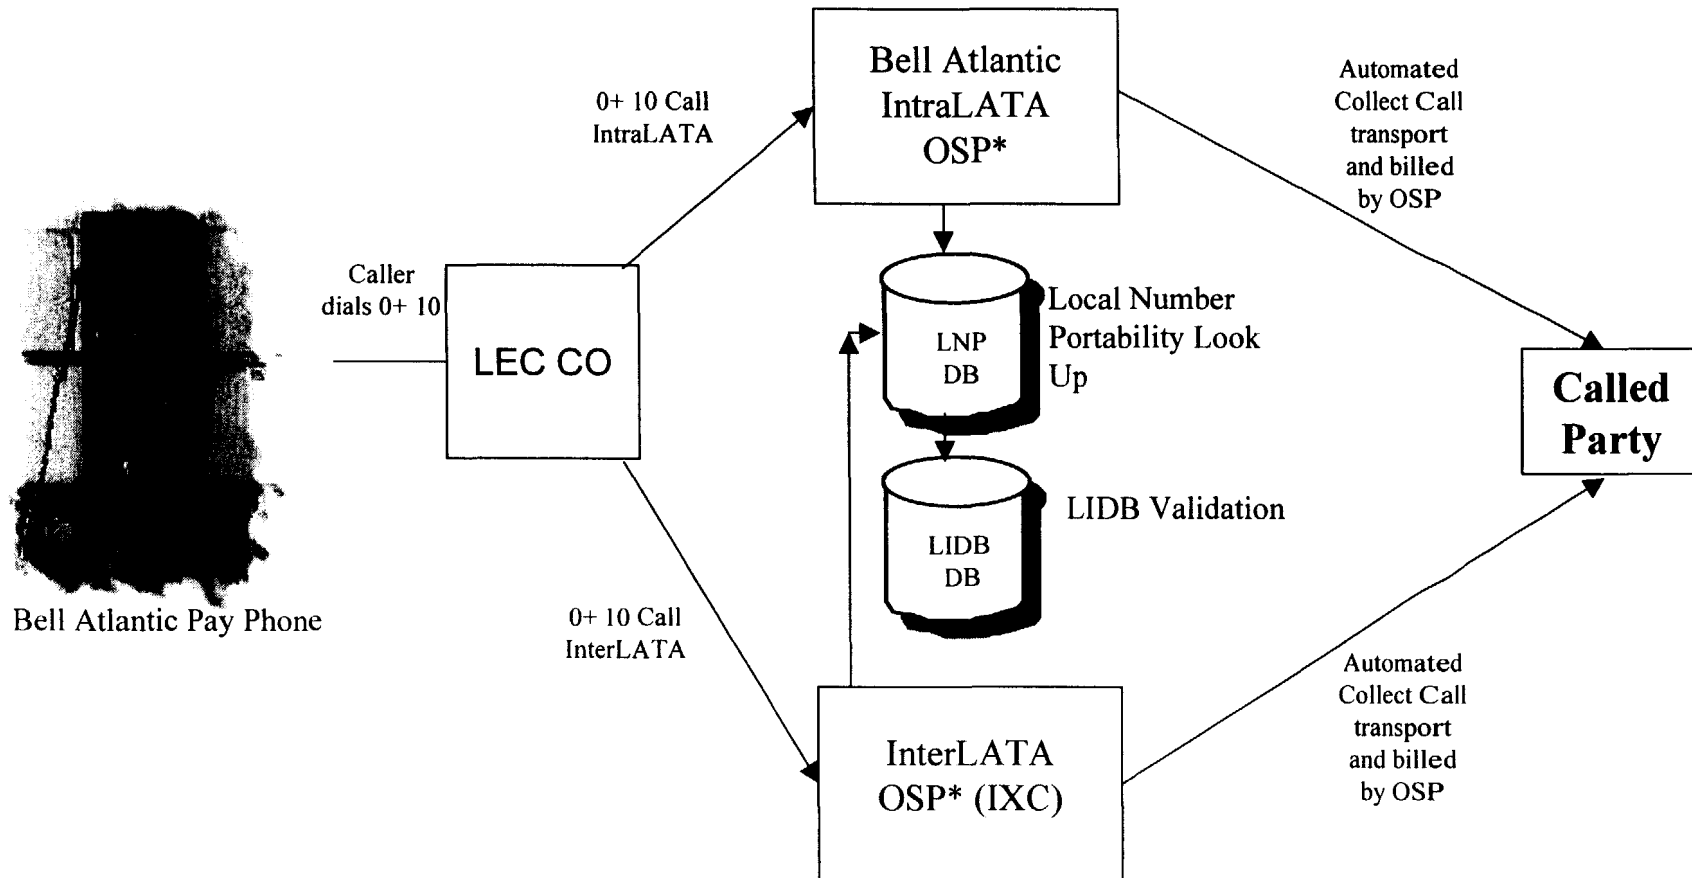 Bell Atlantic
IntraLATA
OSP*
Automated
Collect Call
transport
and billed
by OSP
0+ 10 Call
IntraLATA
Caller
dials 0+ 10
LEC CO
LNP
DB
Local Number
Portability Look
Up
Called
Party
LIDB
DB
LIDB Validation
Bell Atlantic Pay Phone
0+ 10 Call
InterLATA
InterLATA
OSP* (IXC)
Automated
Collect Call
transport
and billed
by OSP